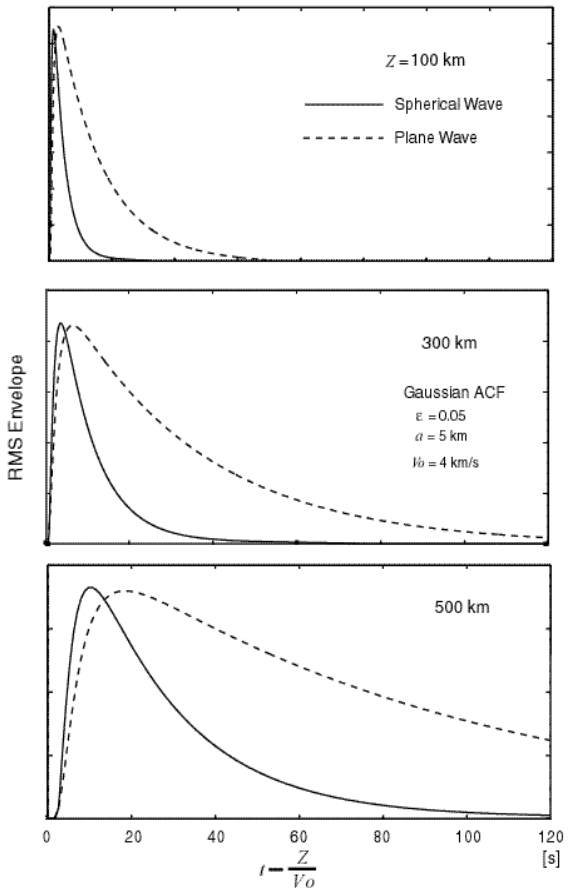 Z = 100 km
Spherical Wave
Plane Wave
300 km
Gaussian ACF
ε = 0.05
a = 5 km
Vo = 4 km/s
RMS Envelope
500 km
0 20 40 60 80 100 120
[s]
t − Z/Vo